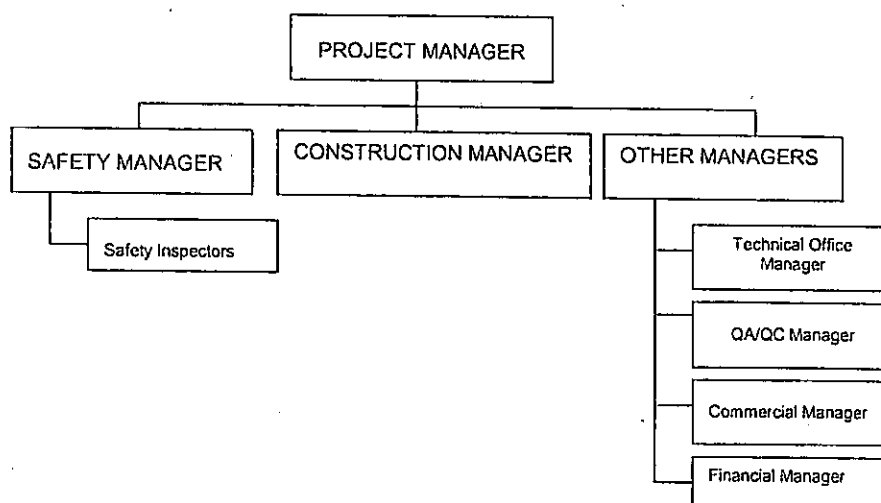 PROJECT MANAGER
SAFETY MANAGER
CONSTRUCTION MANAGER
OTHER MANAGERS
Safety Inspectors
Technical Office
Manager
QA/QC Manager
Commercial Manager
Financial Manager